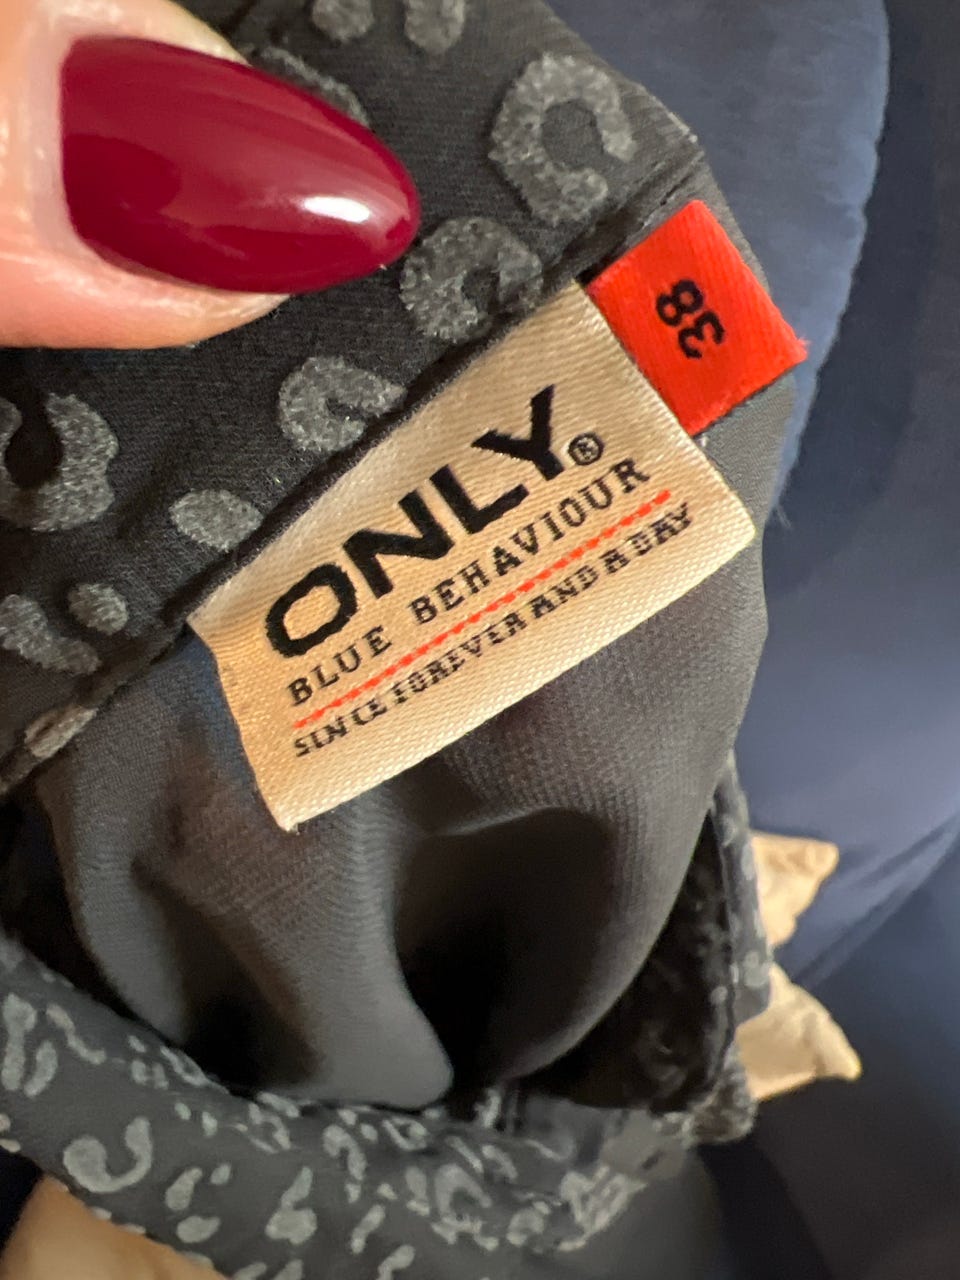 38
ONLY®
BLUE BEHAVIOUR
SINCE FOREVER AND A DAY